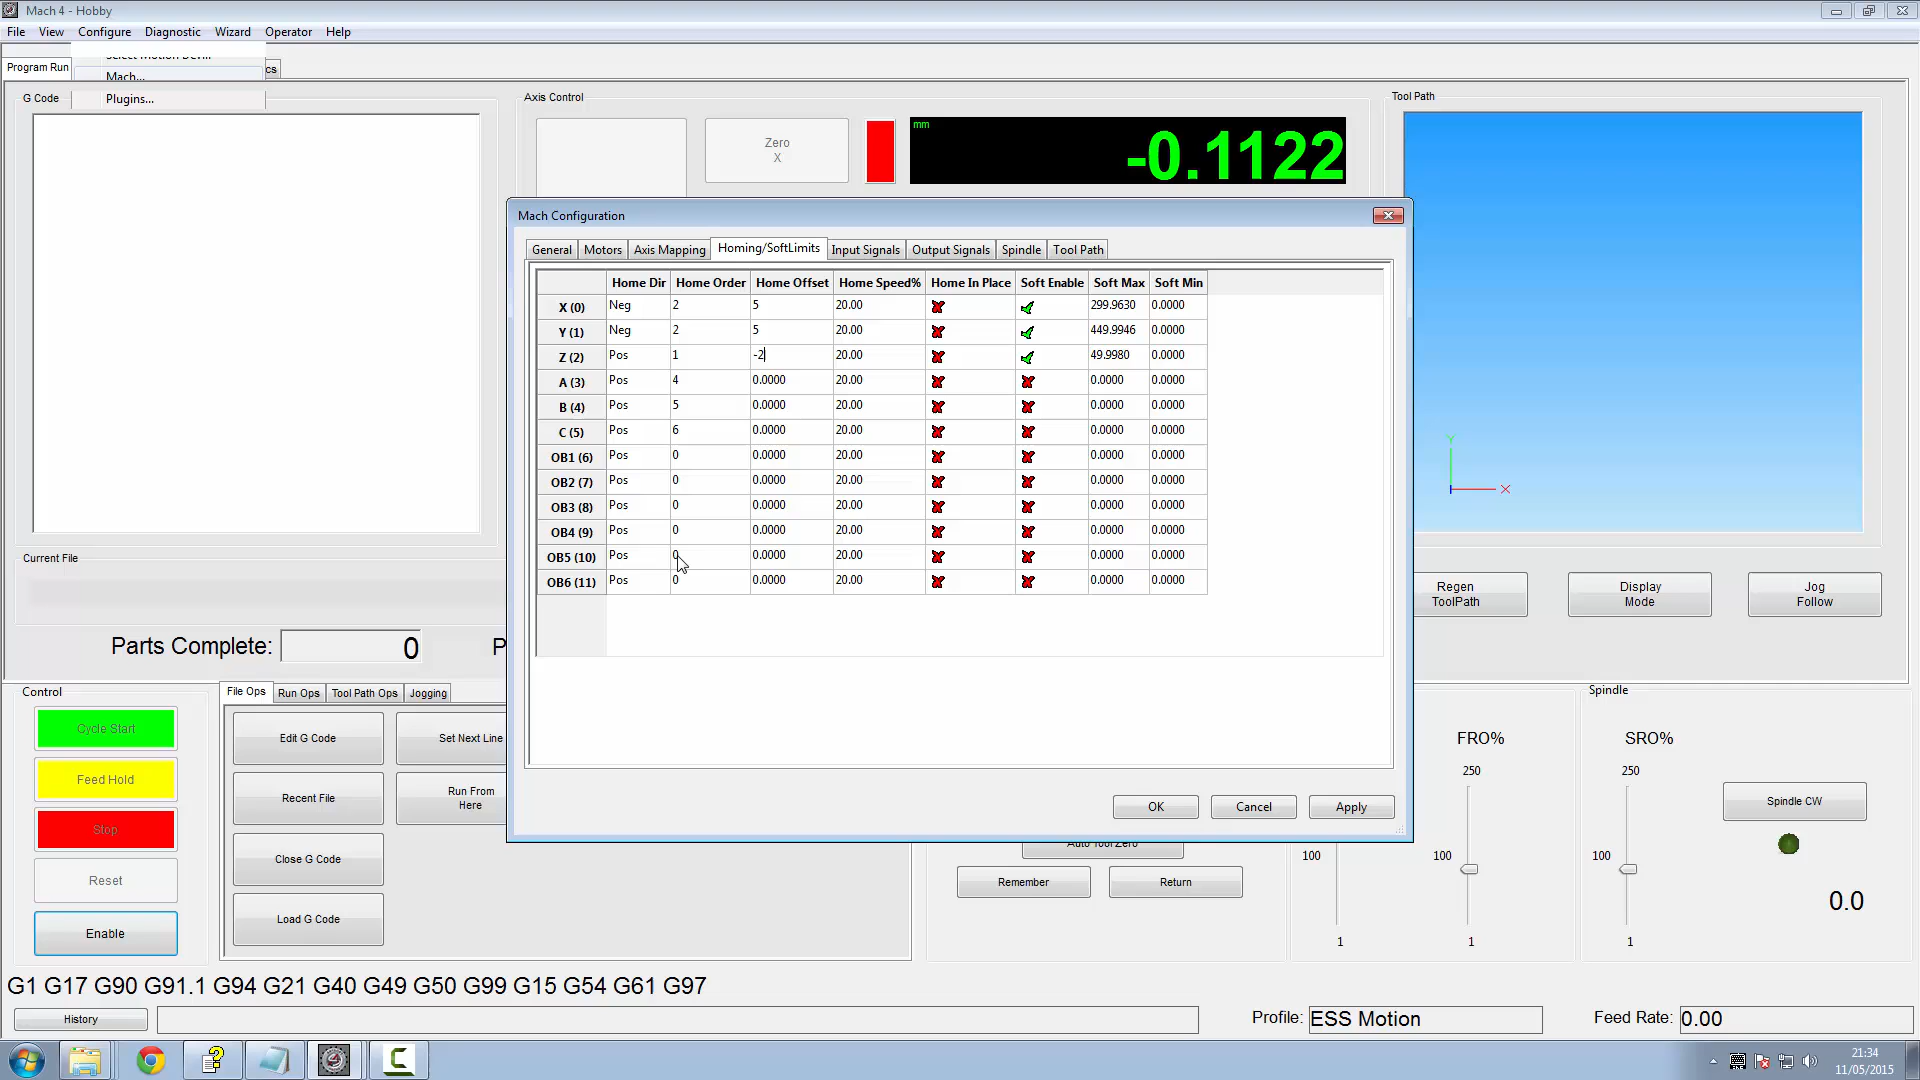 Mach 4 - Hobby
File View Configure Diagnostic Wizard Operator Help
Program Run
Mach...
cs
Plugins...
G Code
Axis Control
Tool Path
Zero
X
mm
-0.1122
Mach Configuration
General Motors Axis Mapping Homing/SoftLimits Input Signals Output Signals Spindle Tool Path
Home Dir Home Order Home Offset Home Speed% Home In Place Soft Enable Soft Max Soft Min
X (0) Neg 2 5 20.00 299.9630 0.0000
Y (1) Neg 2 5 20.00 449.9946 0.0000
Z (2) Pos 1 -2 20.00 49.9980 0.0000
A (3) Pos 4 0.0000 20.00 0.0000 0.0000
B (4) Pos 5 0.0000 20.00 0.0000 0.0000
C (5) Pos 6 0.0000 20.00 0.0000 0.0000
OB1 (6) Pos 0 0.0000 20.00 0.0000 0.0000
OB2 (7) Pos 0 0.0000 20.00 0.0000 0.0000
OB3 (8) Pos 0 0.0000 20.00 0.0000 0.0000
OB4 (9) Pos 0 0.0000 20.00 0.0000 0.0000
OB5 (10) Pos 0 0.0000 20.00 0.0000 0.0000
OB6 (11) Pos 0 0.0000 20.00 0.0000 0.0000
Y
X
Current File
Regen
ToolPath
Display
Mode
Jog
Follow
Parts Complete: 0 P
Control
File Ops Run Ops Tool Path Ops Jogging
Spindle
Cycle Start
Feed Hold
Stop
Reset
Enable
Edit G Code
Set Next Line
Recent File
Run From
Here
Close G Code
Load G Code
OK Cancel Apply
Auto Tool Zero
Remember Return
FRO% SRO%
250 250
Spindle CW
100 100 100
0.0
1 1 1
G1 G17 G90 G91.1 G94 G21 G40 G49 G50 G99 G15 G54 G61 G97
History
Profile: ESS Motion
Feed Rate: 0.00
21:34
11/05/2015